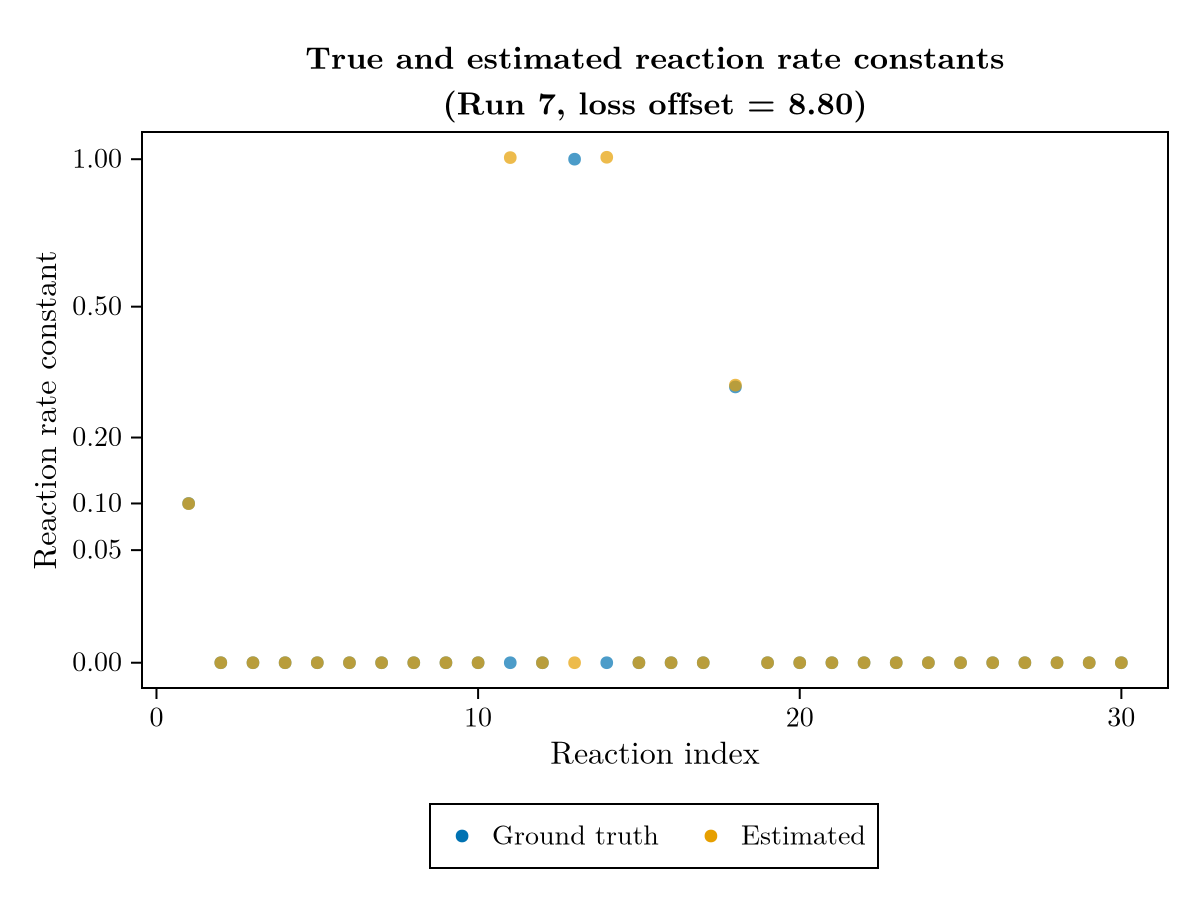 True and estimated reaction rate constants
(Run 7, loss offset = 8.80)
Reaction rate constant
1.00
0.50
0.20
0.10
0.05
0.00
0 10 20 30
Reaction index
Ground truth Estimated